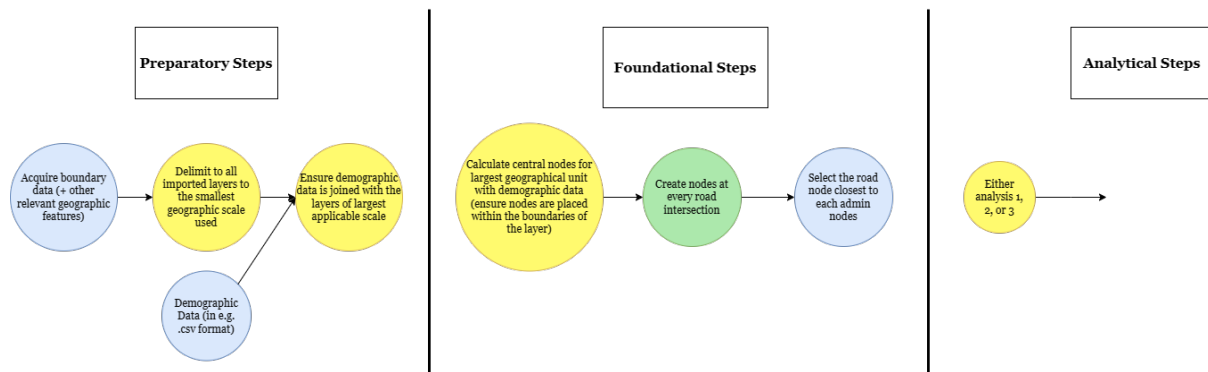 Preparatory Steps
Acquire boundary data (+ other
relevant geographic
features)
Delimit to all
imported layers to
the smallest
geographic scale
used
Ensure demographic
data is joined with the
layers of largest
applicable scale
Demographic
Data (in e.g.
.csv format)
Foundational Steps
Calculate central nodes for
largest geographical unit
with demographic data
(ensure nodes are placed
within the boundaries of
the layer)
Create nodes at
every road
intersection
Select the road
node closest to
each admin
nodes
Analytical Steps
Either
analysis 1,
2, or 3